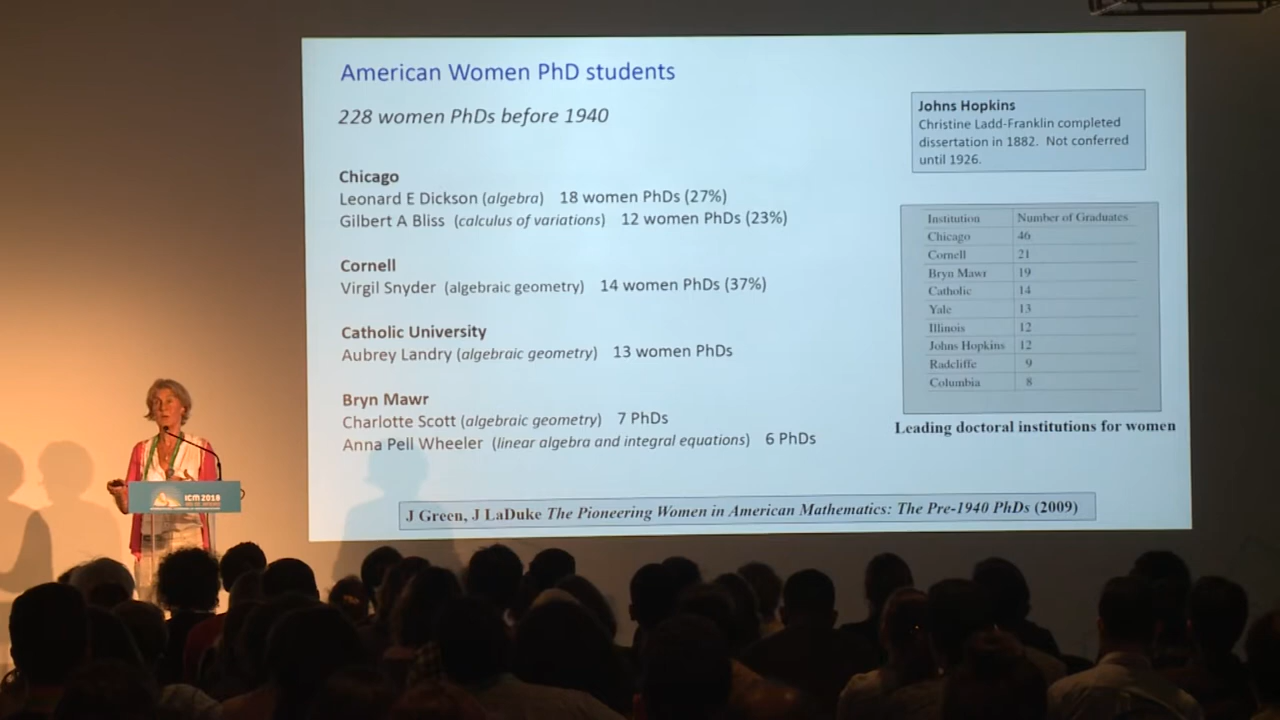 American Women PhD students
228 women PhDs before 1940
Chicago
Leonard E Dickson (algebra) 18 women PhDs (27%)
Gilbert A Bliss (calculus of variations) 12 women PhDs (23%)
Cornell
Virgil Snyder (algebraic geometry) 14 women PhDs (37%)
Catholic University
Aubrey Landry (algebraic geometry) 13 women PhDs
Bryn Mawr
Charlotte Scott (algebraic geometry) 7 PhDs
Anna Pell Wheeler (linear algebra and integral equations) 6 PhDs
Johns Hopkins
Christine Ladd-Franklin completed
dissertation in 1882. Not conferred
until 1926.
Institution Number of Graduates
Chicago 46
Cornell 21
Bryn Mawr 19
Catholic 14
Yale 13
Illinois 12
Johns Hopkins 12
Radcliffe 9
Columbia 8
Leading doctoral institutions for women
J Green, J LaDuke The Pioneering Women in American Mathematics: The Pre-1940 PhDs (2009)
ICM 2018